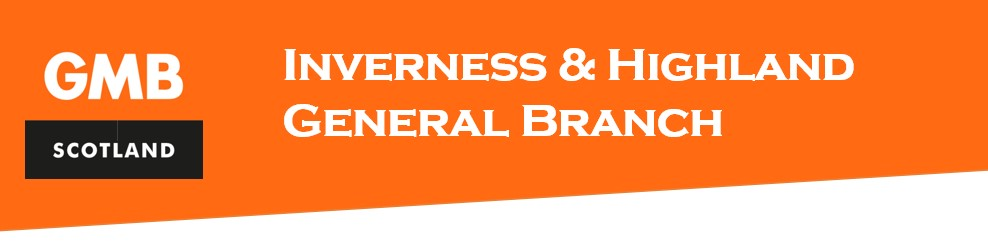 GMB
SCOTLAND
Inverness & Highland
General Branch